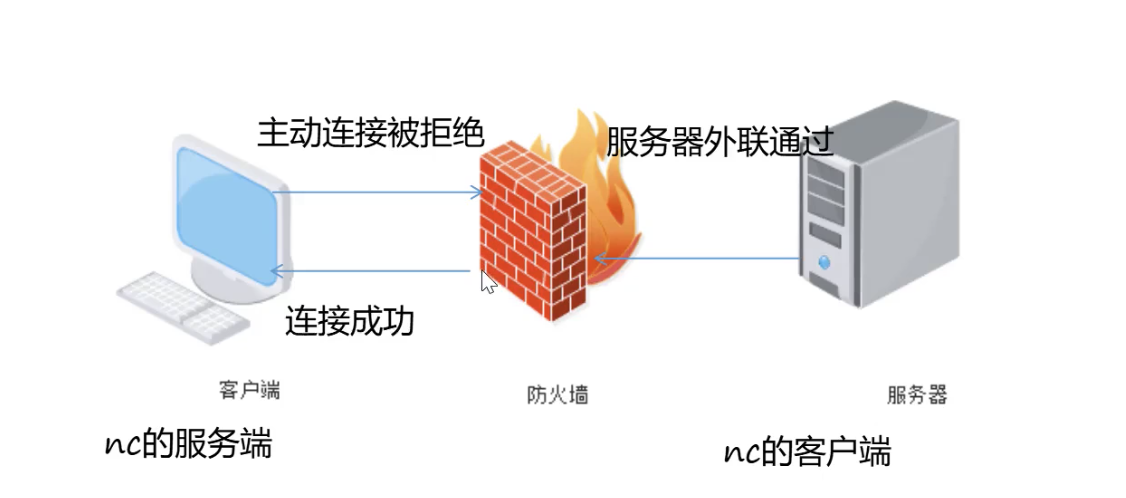 主动连接被拒绝
服务器外联通过
连接成功
客户端
防火墙
服务器
nc的服务端
nc的客户端